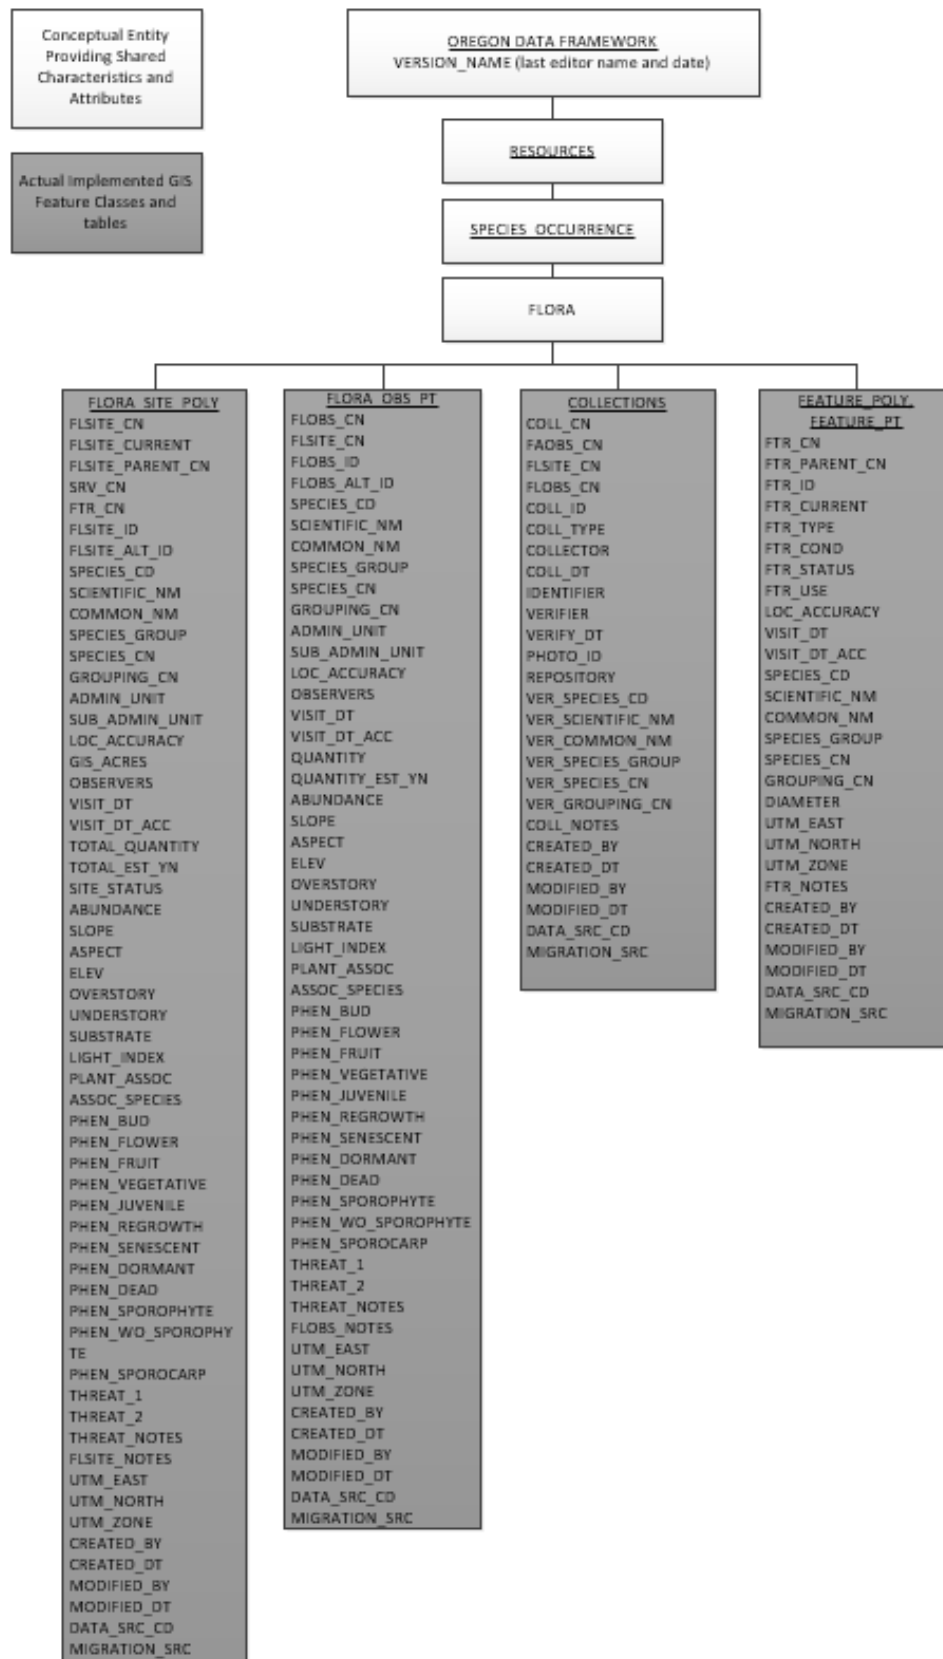 Conceptual Entity
Providing Shared
Characteristics and
Attributes
Actual Implemented GIS
Feature Classes and
tables
OREGON DATA FRAMEWORK
VERSION_NAME (last editor name and date)
RESOURCES
SPECIES_OCCURRENCE
FLORA
FLORA_SITE_POLY
FLSITE_CN
FLSITE_CURRENT
FLSITE_PARENT_CN
SRV_CN
FTR_CN
FLSITE_ID
FLSITE_ALT_ID
SPECIES_CD
SCIENTIFIC_NM
COMMON_NM
SPECIES_GROUP
SPECIES_CN
GROUPING_CN
ADMIN_UNIT
SUB_ADMIN_UNIT
LOC_ACCURACY
GIS_ACRES
OBSERVERS
VISIT_DT
VISIT_DT_ACC
TOTAL_QUANTITY
TOTAL_EST_YN
SITE_STATUS
ABUNDANCE
SLOPE
ASPECT
ELEV
OVERSTORY
UNDERSTORY
SUBSTRATE
LIGHT_INDEX
PLANT_ASSOC
ASSOC_SPECIES
PHEN_BUD
PHEN_FLOWER
PHEN_FRUIT
PHEN_VEGETATIVE
PHEN_JUVENILE
PHEN_REGROWTH
PHEN_SENESCENT
PHEN_DORMANT
PHEN_DEAD
PHEN_SPOROPHYTE
PHEN_WO_SPOROPHY
TE
PHEN_SPOROCARP
THREAT_1
THREAT_2
THREAT_NOTES
FLSITE_NOTES
UTM_EAST
UTM_NORTH
UTM_ZONE
CREATED_BY
CREATED_DT
MODIFIED_BY
MODIFIED_DT
DATA_SRC_CD
MIGRATION_SRC
FLORA_OBS_PT
FLOBS_CN
FLSITE_CN
FLOBS_ID
FLOBS_ALT_ID
SPECIES_CD
SCIENTIFIC_NM
COMMON_NM
SPECIES_GROUP
SPECIES_CN
GROUPING_CN
ADMIN_UNIT
SUB_ADMIN_UNIT
LOC_ACCURACY
OBSERVERS
VISIT_DT
VISIT_DT_ACC
QUANTITY
QUANTITY_EST_YN
ABUNDANCE
SLOPE
ASPECT
ELEV
OVERSTORY
UNDERSTORY
SUBSTRATE
LIGHT_INDEX
PLANT_ASSOC
ASSOC_SPECIES
PHEN_BUD
PHEN_FLOWER
PHEN_FRUIT
PHEN_VEGETATIVE
PHEN_JUVENILE
PHEN_REGROWTH
PHEN_SENESCENT
PHEN_DORMANT
PHEN_DEAD
PHEN_SPOROPHYTE
PHEN_WO_SPOROPHYTE
PHEN_SPOROCARP
THREAT_1
THREAT_2
THREAT_NOTES
FLOBS_NOTES
UTM_EAST
UTM_NORTH
UTM_ZONE
CREATED_BY
CREATED_DT
MODIFIED_BY
MODIFIED_DT
DATA_SRC_CD
MIGRATION_SRC
COLLECTIONS
COLL_CN
FAOBS_CN
FLSITE_CN
FLOBS_CN
COLL_ID
COLL_TYPE
COLLECTOR
COLL_DT
IDENTIFIER
VERIFIER
VERIFY_DT
PHOTO_ID
REPOSITORY
VER_SPECIES_CD
VER_SCIENTIFIC_NM
VER_COMMON_NM
VER_SPECIES_GROUP
VER_SPECIES_CN
VER_GROUPING_CN
COLL_NOTES
CREATED_BY
CREATED_DT
MODIFIED_BY
MODIFIED_DT
DATA_SRC_CD
MIGRATION_SRC
FEATURE_POLY,
FEATURE_PT
FTR_CN
FTR_PARENT_CN
FTR_ID
FTR_CURRENT
FTR_TYPE
FTR_COND
FTR_STATUS
FTR_USE
LOC_ACCURACY
VISIT_DT
VISIT_DT_ACC
SPECIES_CD
SCIENTIFIC_NM
COMMON_NM
SPECIES_GROUP
SPECIES_CN
GROUPING_CN
DIAMETER
UTM_EAST
UTM_NORTH
UTM_ZONE
FTR_NOTES
CREATED_BY
CREATED_DT
MODIFIED_BY
MODIFIED_DT
DATA_SRC_CD
MIGRATION_SRC